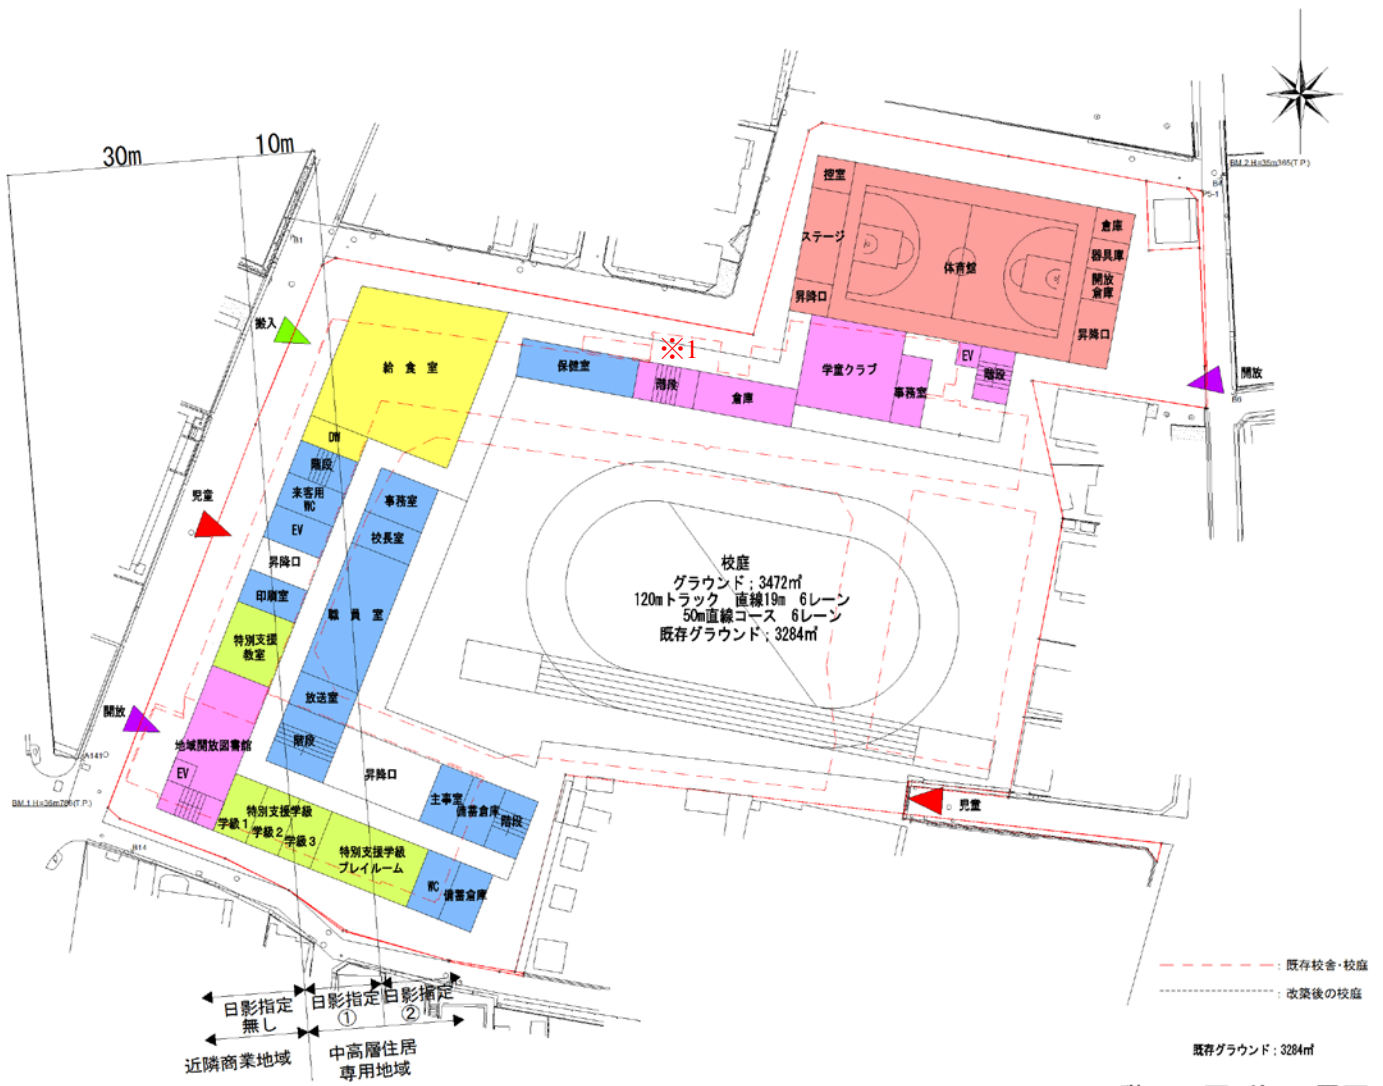 30m
10m
BM.2 H=35m365(T.P.)
B1
搬入
控室
ステージ
昇降口
体育館
倉庫
器具庫
開放
倉庫
昇降口
開放
給食室
保健室
※1
階段
倉庫
学童クラブ
事務室
EV
階段
DW
階段
来客用
WC
EV
昇降口
印刷室
特別支援
教室
児童
事務室
校長室
職員室
放送室
階段
校庭
グラウンド；3472㎡
120mトラック 直線19m 6レーン
50m直線コース 6レーン
既存グラウンド；3284㎡
開放
地域開放図書館
EV
昇降口
A141
BM.1 H=36m786(T.P.)
B14
特別支援学級
学級1
学級2
学級3
特別支援学級
プレイルーム
主事室
備蓄倉庫
階段
WC
備蓄倉庫
児童
日影指定
無し
日影指定
①
日影指定
②
近隣商業地域
中高層住居
専用地域
：既存校舎・校庭
：改築後の校庭
既存グラウンド；3284㎡